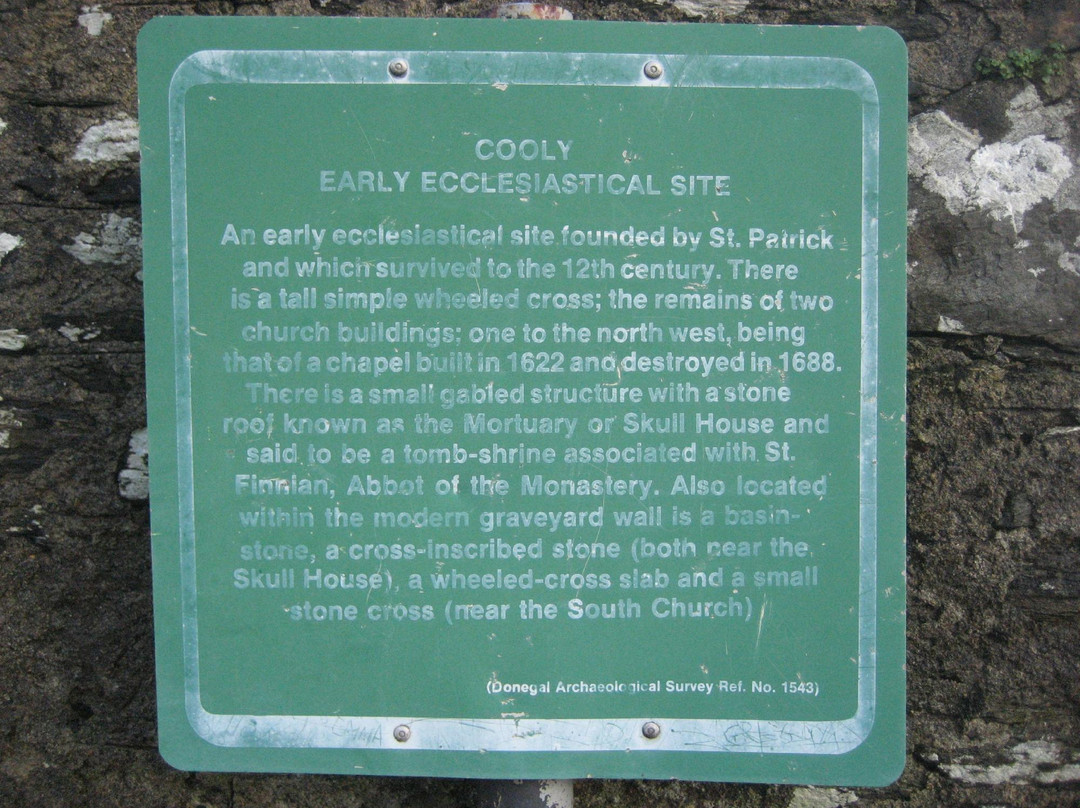 COOLY
EARLY ECCLESIASTICAL SITE
An early ecclesiastical site founded by St. Patrick
and which survived to the 12th century. There
is a tall simple wheeled cross; the remains of two
church buildings; one to the north west, being
that of a chapel built in 1622 and destroyed in 1688.
There is a small gabled structure with a stone
roof known as the Mortuary or Skull House and
said to be a tomb-shrine associated with St.
Finnian, Abbot of the Monastery. Also located
within the modern graveyard wall is a basin-
stone, a cross-inscribed stone (both near the
Skull House), a wheeled-cross slab and a small
stone cross (near the South Church)
(Donegal Archaeological Survey Ref. No. 1543)